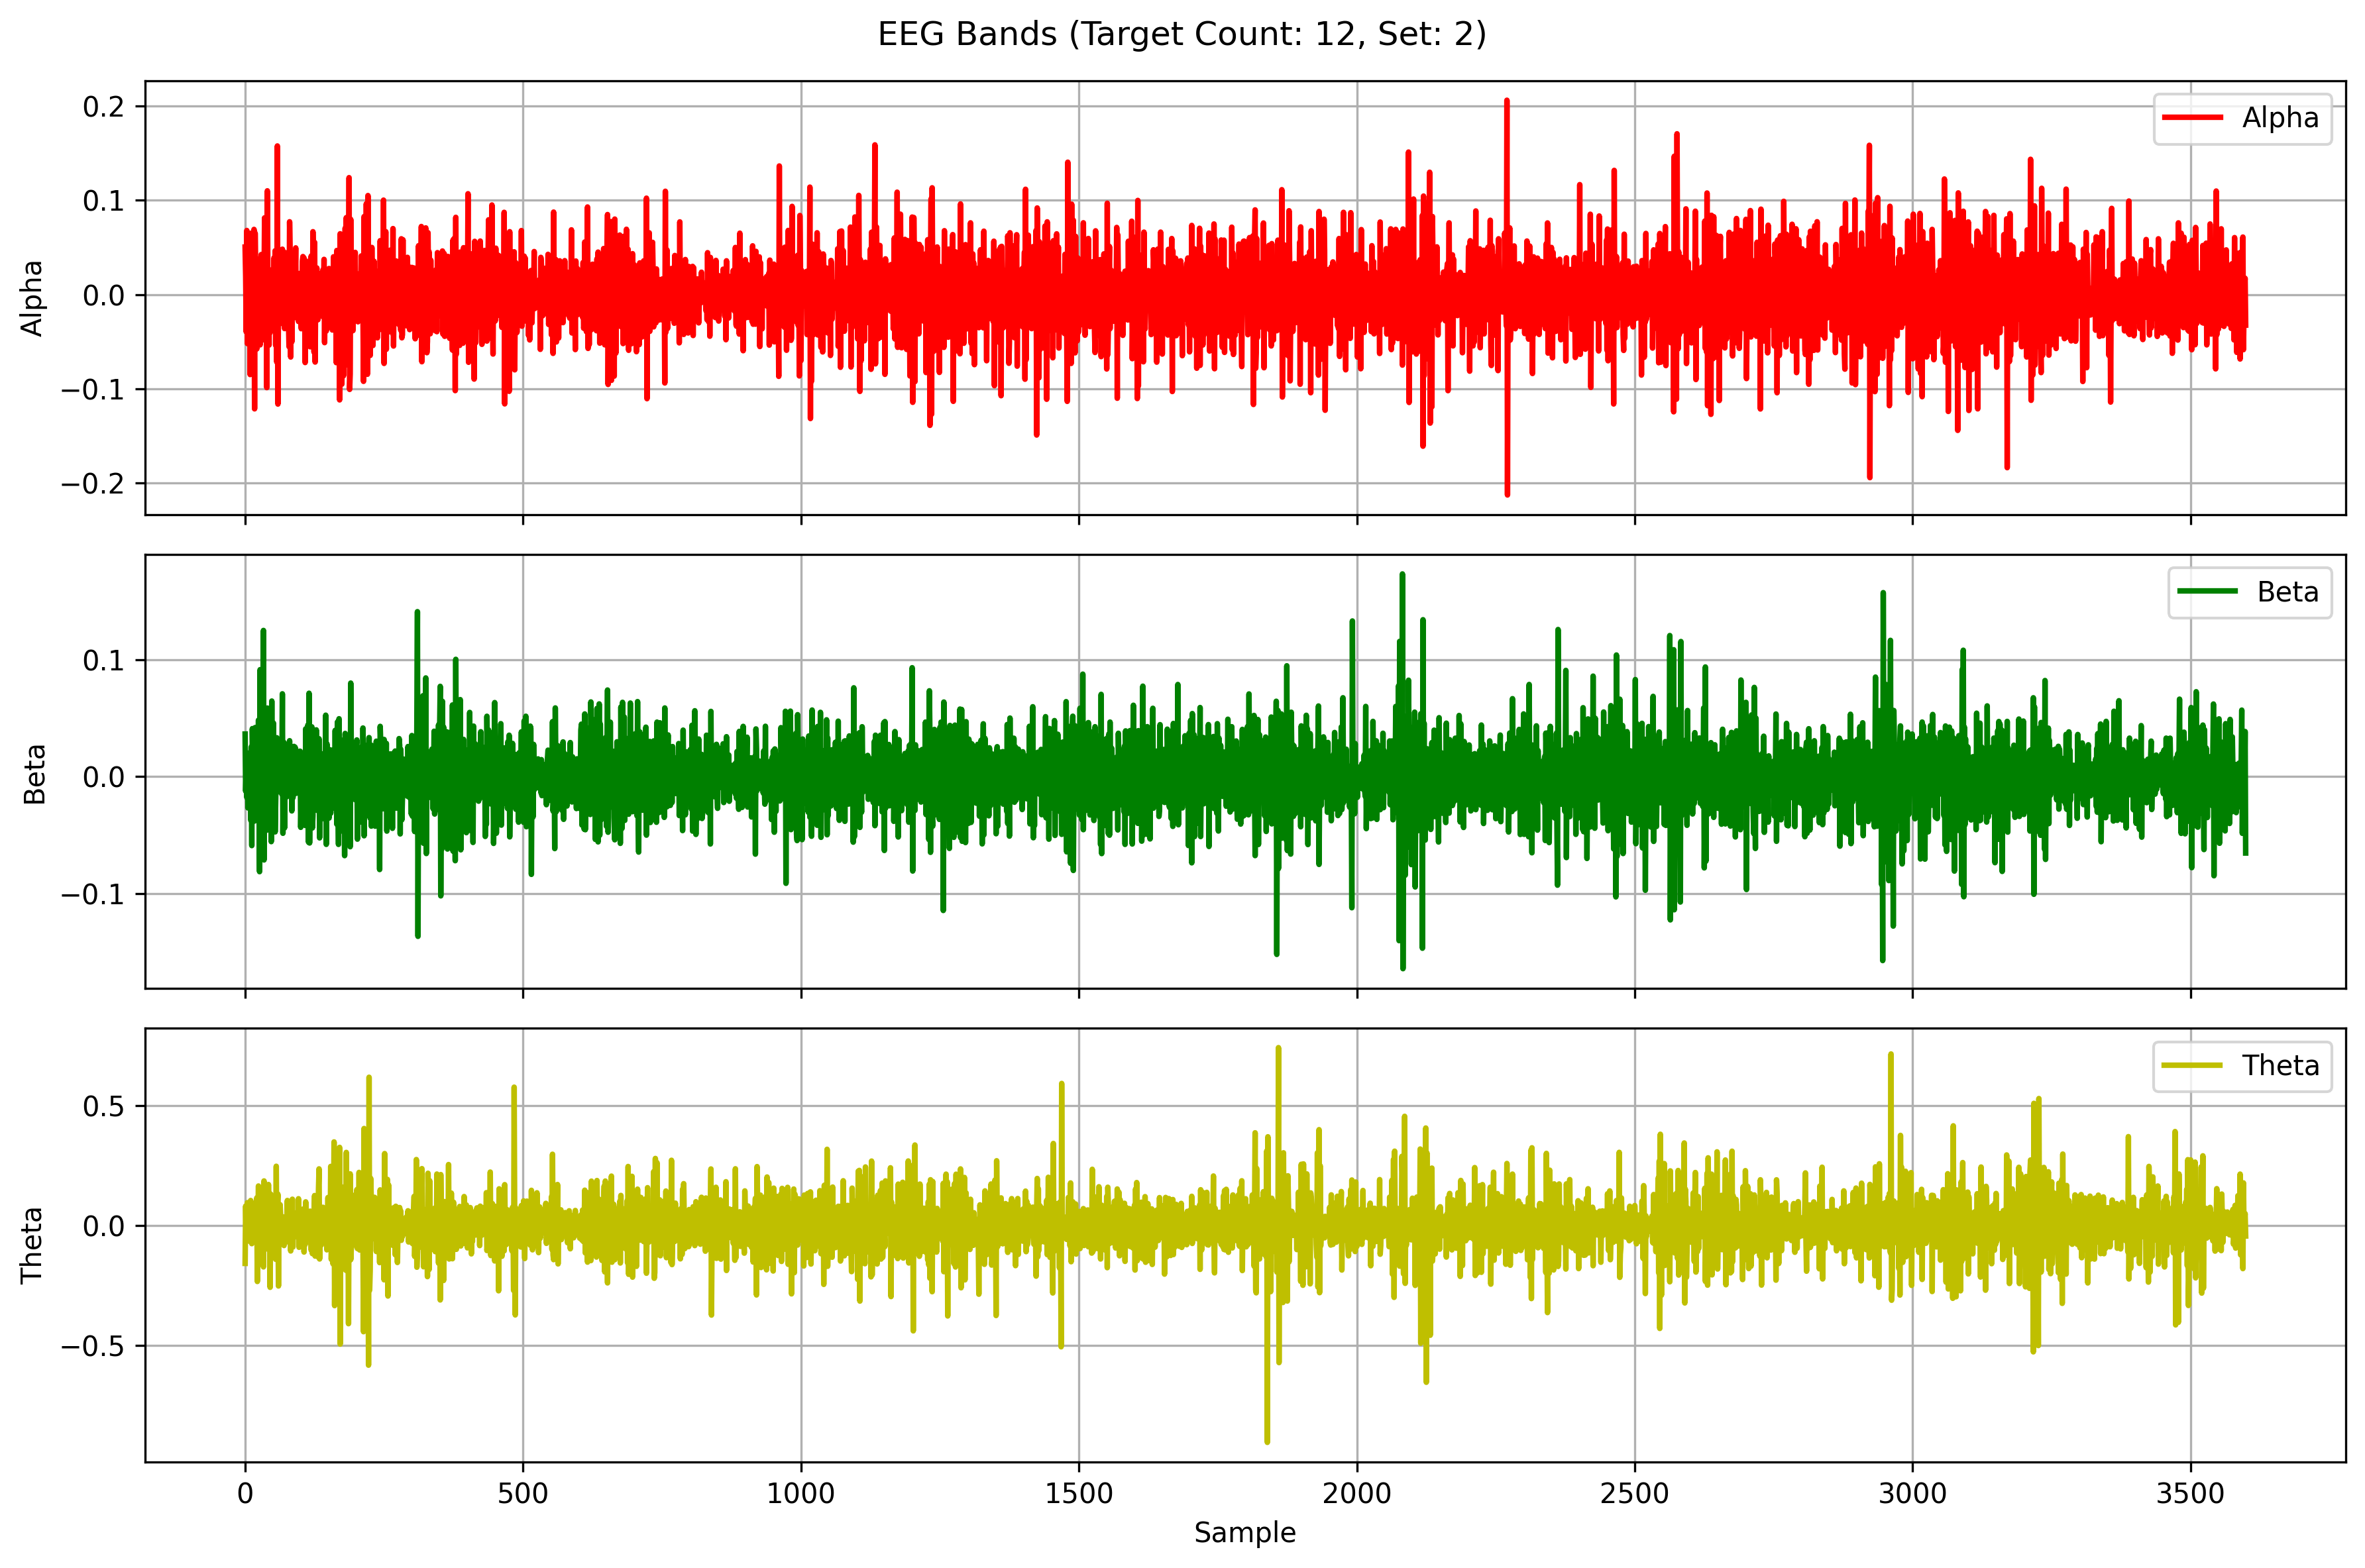 EEG Bands (Target Count: 12, Set: 2)
0.2
0.1
0.0
−0.1
−0.2
Alpha
Alpha
0.1
0.0
−0.1
Beta
Beta
0.5
0.0
−0.5
Theta
Theta
0 500 1000 1500 2000 2500 3000 3500
Sample